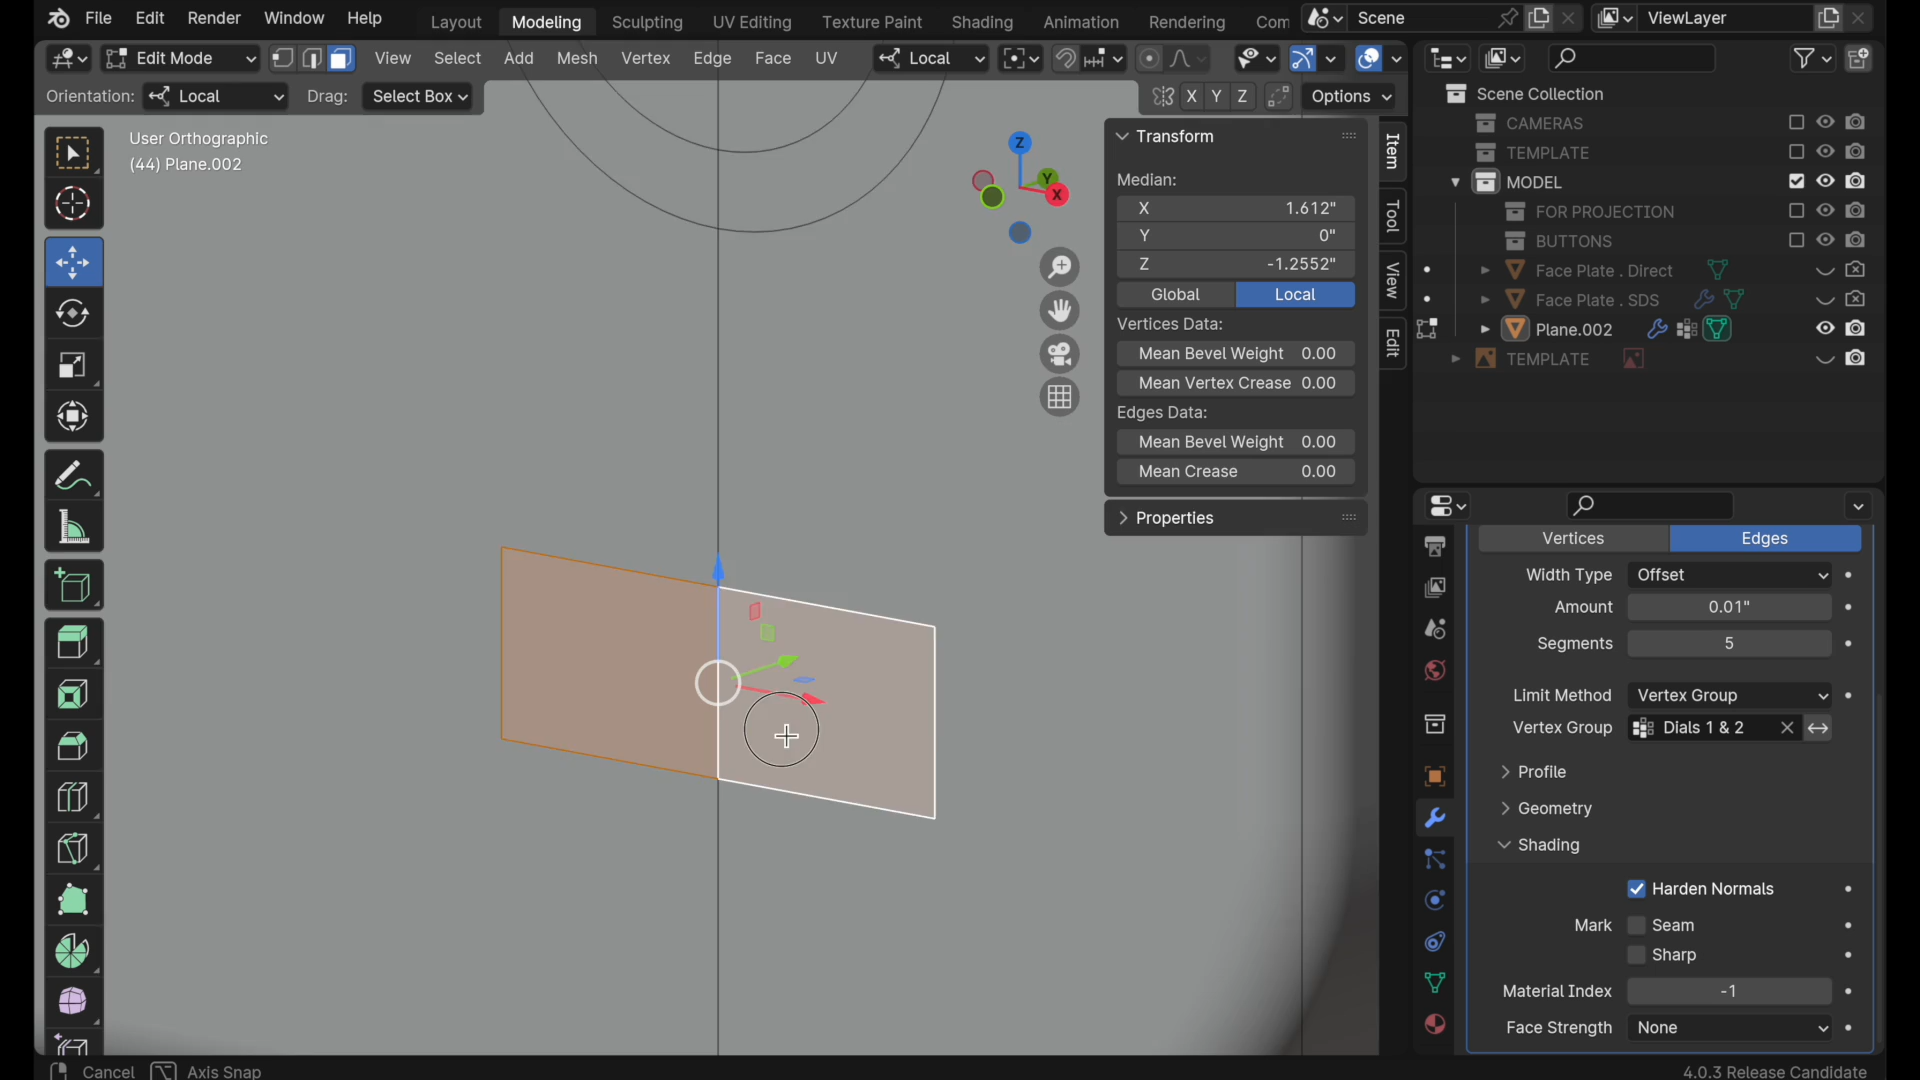 File Edit Render Window Help Layout Modeling Sculpting UV Editing Texture Paint Shading Animation Rendering Com Scene ViewLayer
Edit Mode View Select Add Mesh Vertex Edge Face UV Local
Orientation: Local Drag: Select Box X Y Z Options
User Orthographic
(44) Plane.002
Z
Y
X
Transform
Median:
X 1.612"
Y 0"
Z -1.2552"
Global Local
Vertices Data:
Mean Bevel Weight 0.00
Mean Vertex Crease 0.00
Edges Data:
Mean Bevel Weight 0.00
Mean Crease 0.00
Properties
Item
Tool
View
Edit
Scene Collection
CAMERAS
TEMPLATE
MODEL
FOR PROJECTION
BUTTONS
Face Plate . Direct
Face Plate . SDS
Plane.002
TEMPLATE
Vertices Edges
Width Type Offset
Amount 0.01"
Segments 5
Limit Method Vertex Group
Vertex Group Dials 1 & 2
Profile
Geometry
Shading
Harden Normals
Mark Seam
Sharp
Material Index -1
Face Strength None
Cancel Axis Snap 4.0.3 Release Candidate